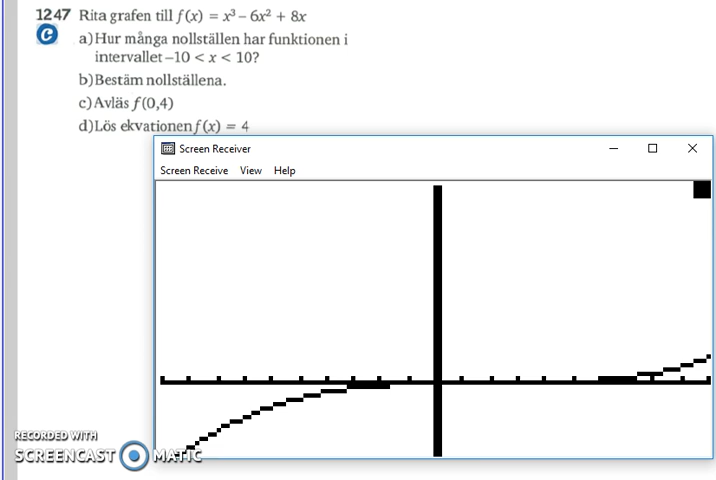 1247 Rita grafen till f(x) = x³ – 6x² + 8x
C a) Hur många nollställen har funktionen i
intervallet –10 < x < 10?
b) Bestäm nollställena.
c) Avläs f(0,4)
d) Lös ekvationen f(x) = 4
Screen Receiver
Screen Receive View Help
RECORDED WITH
SCREENCAST MATIC